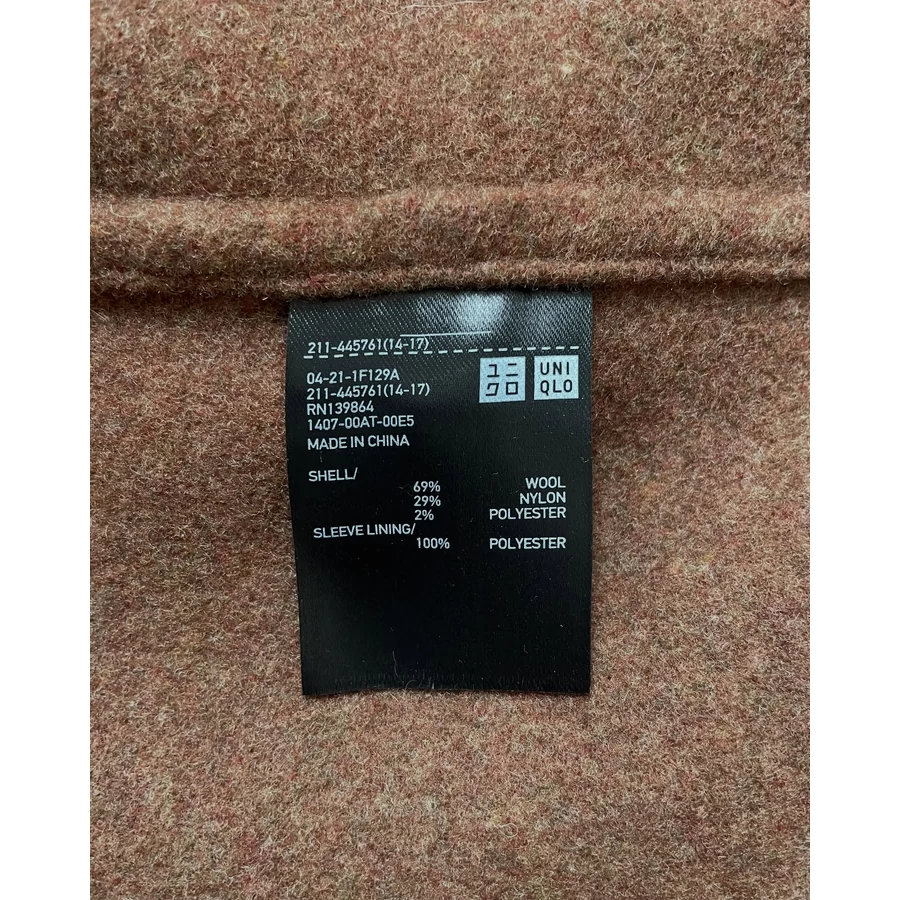 211-445761(14-17)
ユニ
クロ
UNI
QLO
04-21-1F129A
211-445761(14-17)
RN139864
1407-00AT-00E5
MADE IN CHINA
SHELL/
69% WOOL
29% NYLON
2% POLYESTER
SLEEVE LINING/
100% POLYESTER